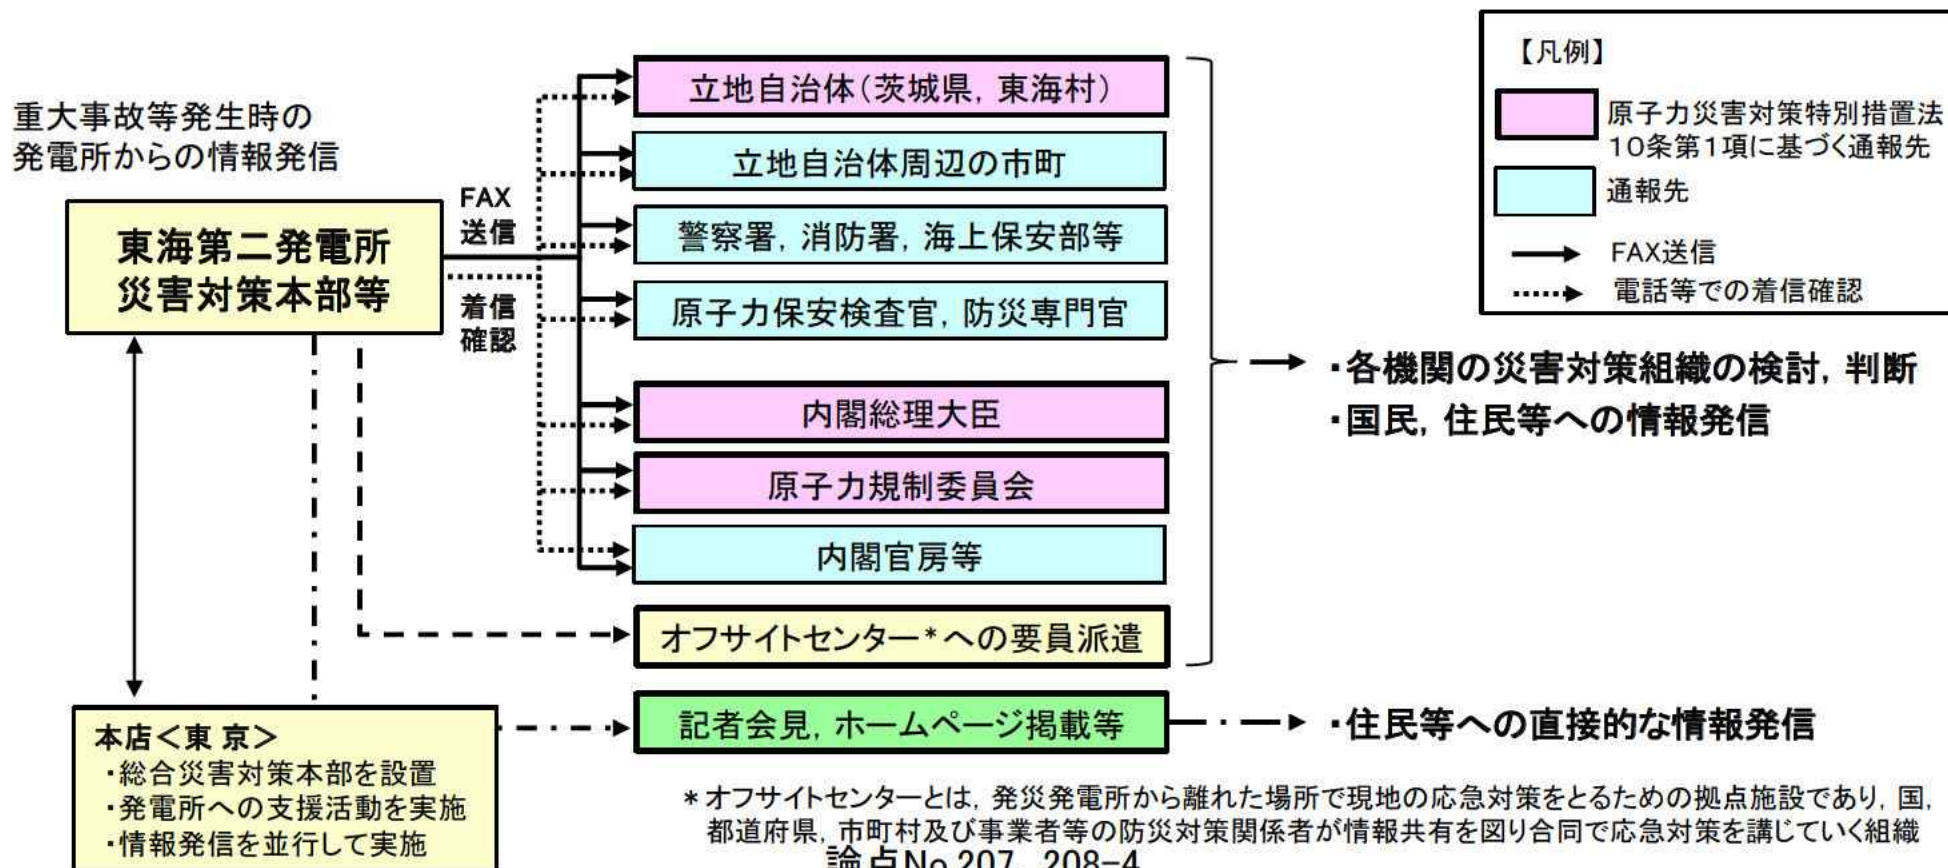 重大事故等発生時の
発電所からの情報発信
東海第二発電所
災害対策本部等
FAX
送信
着信
確認
立地自治体(茨城県，東海村)
立地自治体周辺の市町
警察署，消防署，海上保安部等
原子力保安検査官，防災専門官
内閣総理大臣
原子力規制委員会
内閣官房等
オフサイトセンター*への要員派遣
記者会見，ホームページ掲載等
【凡例】
原子力災害対策特別措置法
10条第1項に基づく通報先
通報先
FAX送信
電話等での着信確認
・各機関の災害対策組織の検討，判断
・国民，住民等への情報発信
・住民等への直接的な情報発信
本店＜東 京＞
・総合災害対策本部を設置
・発電所への支援活動を実施
・情報発信を並行して実施
* オフサイトセンターとは，発災発電所から離れた場所で現地の応急対策をとるための拠点施設であり，国，
都道府県，市町村及び事業者等の防災対策関係者が情報共有を図り合同で応急対策を講じていく組織
論点No.207，208-4